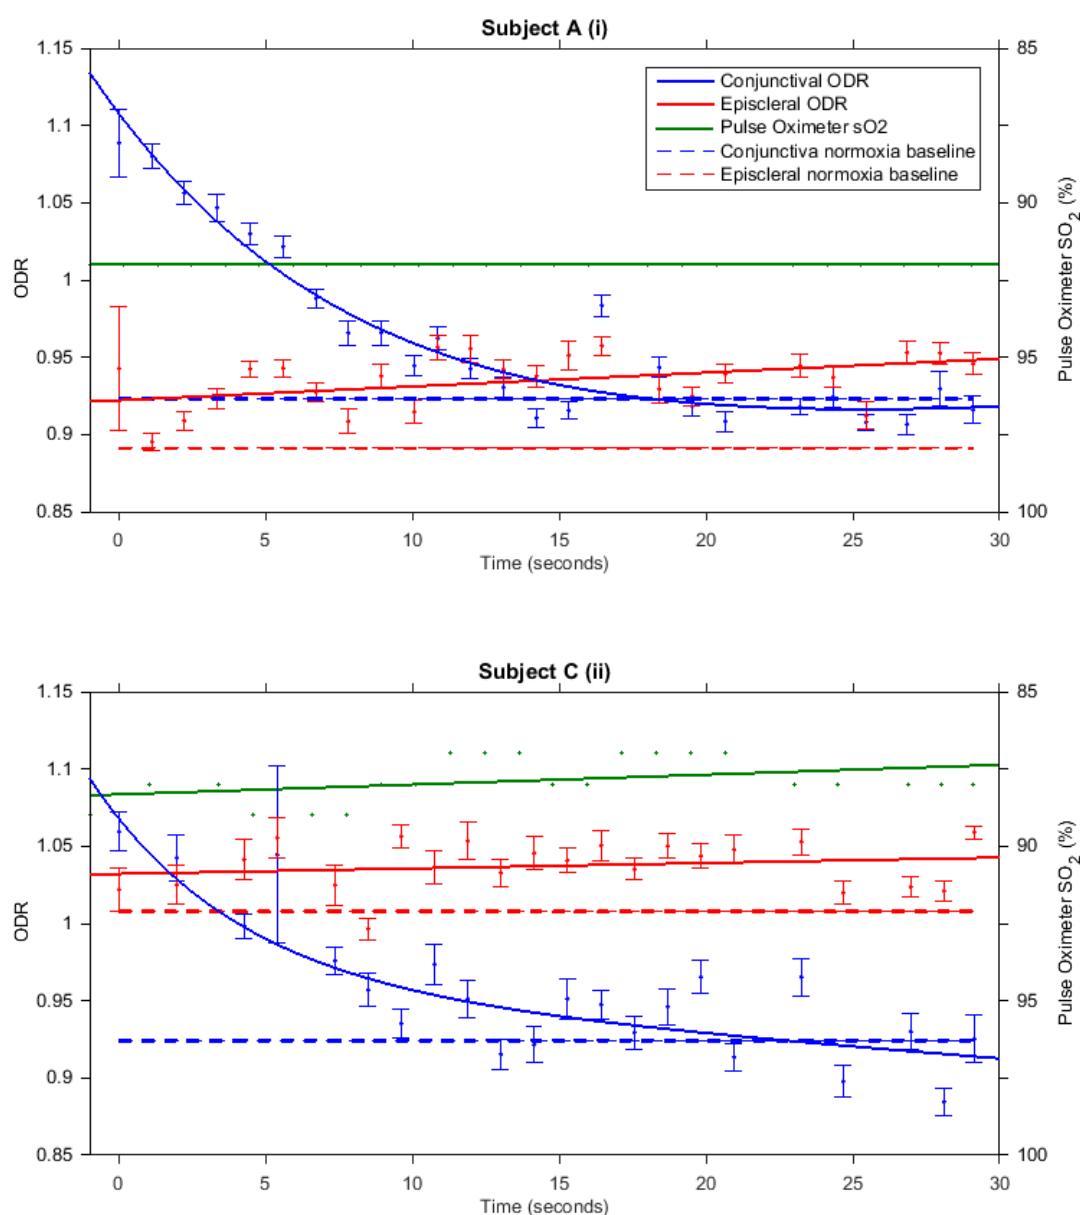 Subject A (i)
1.15
1.1
1.05
1
0.95
0.9
0.85
ODR
85
90
95
100
Pulse Oximeter SO2 (%)
Conjunctival ODR
Episcleral ODR
Pulse Oximeter sO2
Conjunctiva normoxia baseline
Episcleral normoxia baseline
0 5 10 15 20 25 30
Time (seconds)
Subject C (ii)
1.15
1.1
1.05
1
0.95
0.9
0.85
ODR
85
90
95
100
Pulse Oximeter SO2 (%)
0 5 10 15 20 25 30
Time (seconds)